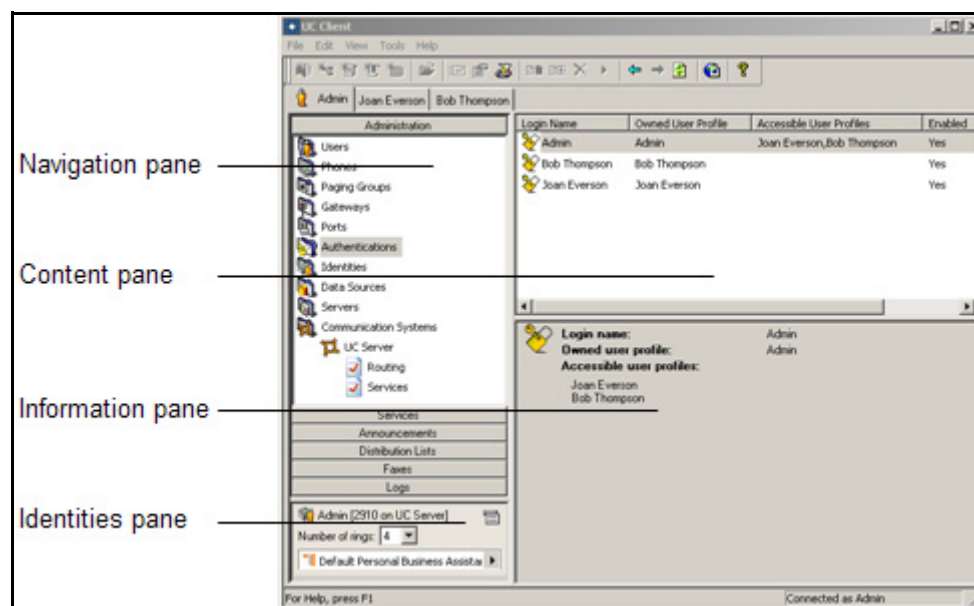 UC Client
File Edit View Tools Help
Admin Joan Everson Bob Thompson
Navigation pane
Content pane
Information pane
Identities pane
Administration
Users
Phones
Paging Groups
Gateways
Ports
Authentications
Identities
Data Sources
Servers
Communication Systems
UC Server
Routing
Services
Services
Announcements
Distribution Lists
Faxes
Logs
Admin [2910 on UC Server]
Number of rings: 4
Default Personal Business Assista
Login Name Owned User Profile Accessible User Profiles Enabled
Admin Admin Joan Everson,Bob Thompson Yes
Bob Thompson Bob Thompson Yes
Joan Everson Joan Everson Yes
Login name: Admin
Owned user profile: Admin
Accessible user profiles:
Joan Everson
Bob Thompson
For Help, press F1
Connected as Admin